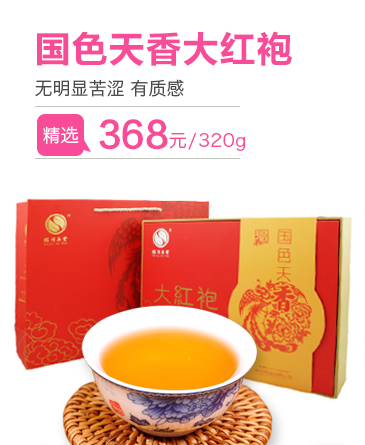 国色天香大红袍
无明显苦涩 有质感
精选 368元/320g
国色天
香
大紅袍